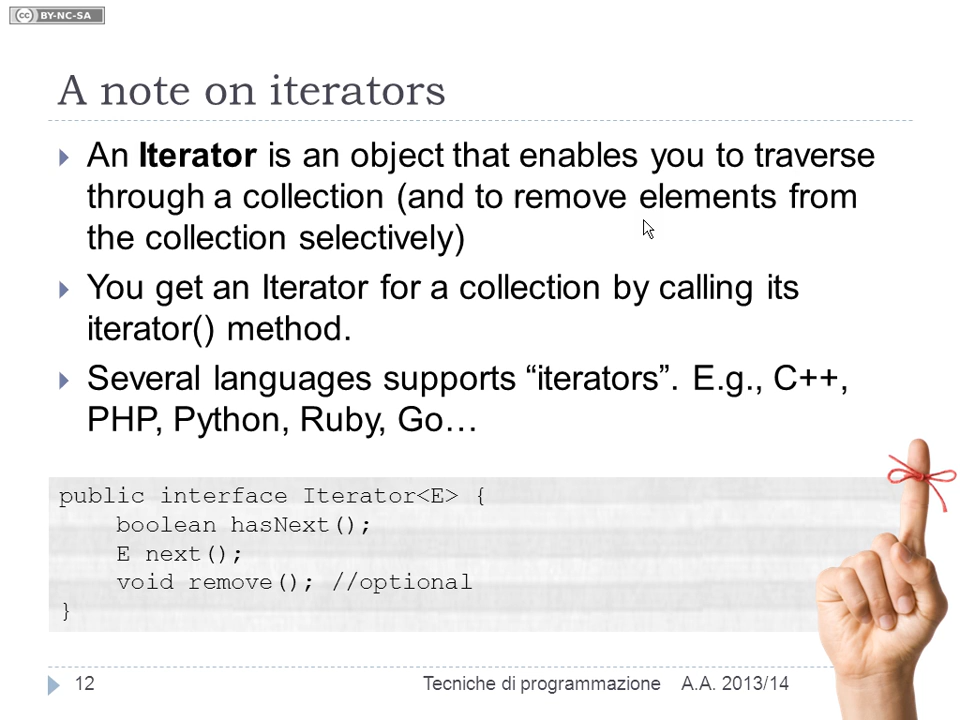 BY-NC-SA
A note on iterators
An Iterator is an object that enables you to traverse
through a collection (and to remove elements from
the collection selectively)
You get an Iterator for a collection by calling its
iterator() method.
Several languages supports “iterators”. E.g., C++,
PHP, Python, Ruby, Go…
public interface Iterator<E> {
    boolean hasNext();
    E next();
    void remove(); //optional
}
12 Tecniche di programmazione A.A. 2013/14